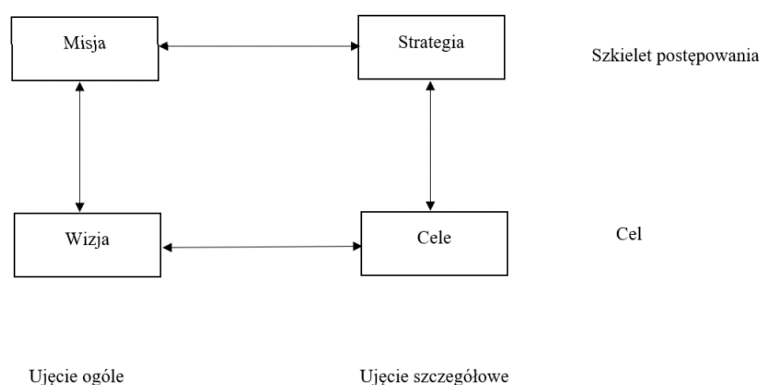 Misja
Strategia
Szkielet postępowania
Wizja
Cele
Cel
Ujęcie ogóle
Ujęcie szczegółowe